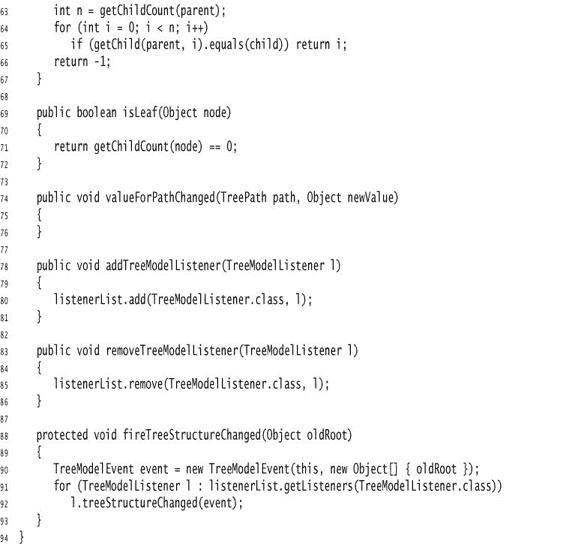 63 int n = getChildCount(parent);
64 for (int i = 0; i < n; i++)
65 if (getChild(parent, i).equals(child)) return i;
66 return -1;
67 }
68
69 public boolean isLeaf(Object node)
70 {
71 return getChildCount(node) == 0;
72 }
73
74 public void valueForPathChanged(TreePath path, Object newValue)
75 {
76 }
77
78 public void addTreeModelListener(TreeModelListener l)
79 {
80 listenerList.add(TreeModelListener.class, l);
81 }
82
83 public void removeTreeModelListener(TreeModelListener l)
84 {
85 listenerList.remove(TreeModelListener.class, l);
86 }
87
88 protected void fireTreeStructureChanged(Object oldRoot)
89 {
90 TreeModelEvent event = new TreeModelEvent(this, new Object[] { oldRoot });
91 for (TreeModelListener l : listenerList.getListeners(TreeModelListener.class))
92 l.treeStructureChanged(event);
93 }
94 }